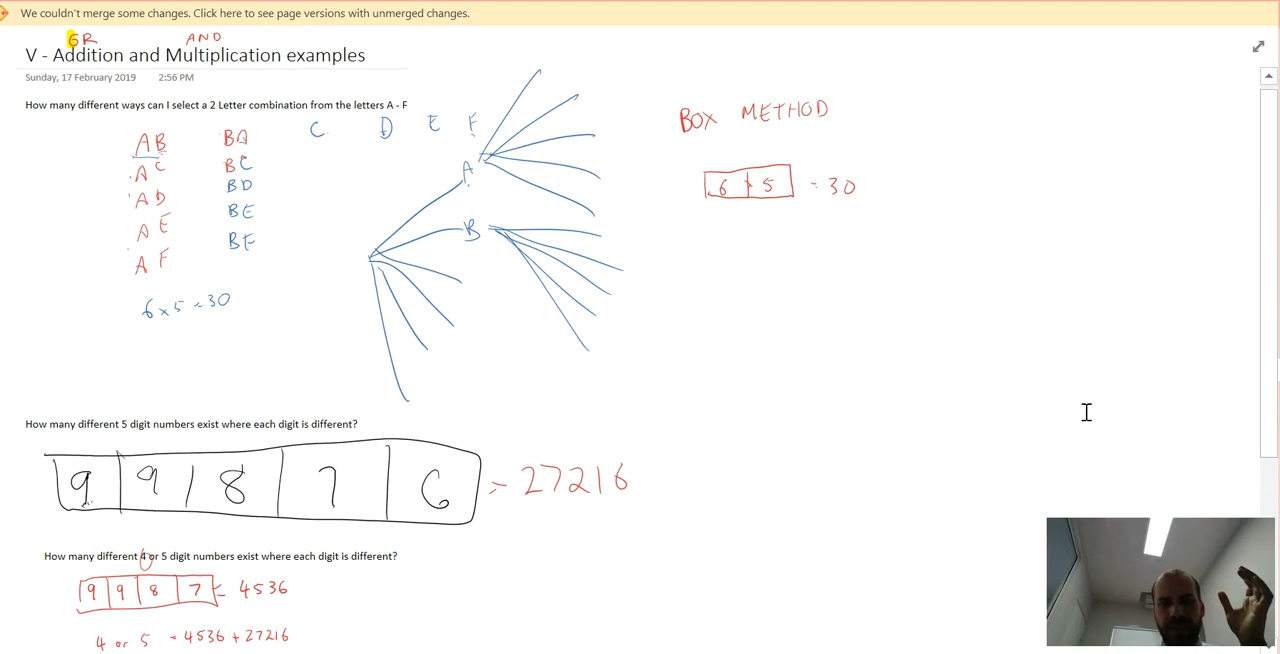 We couldn't merge some changes. Click here to see page versions with unmerged changes.
OR AND
V - Addition and Multiplication examples
Sunday, 17 February 2019 2:56 PM
How many different ways can I select a 2 Letter combination from the letters A - F
AB BA C D E F
AC BC
AD BD
AE BE
AF BF
6 x 5 = 30
A
B
BOX METHOD
6 x 5 = 30
How many different 5 digit numbers exist where each digit is different?
9 9 8 7 6 = 27216
How many different 4 or 5 digit numbers exist where each digit is different?
9 9 8 7 = 4536
4 or 5 = 4536 + 27216